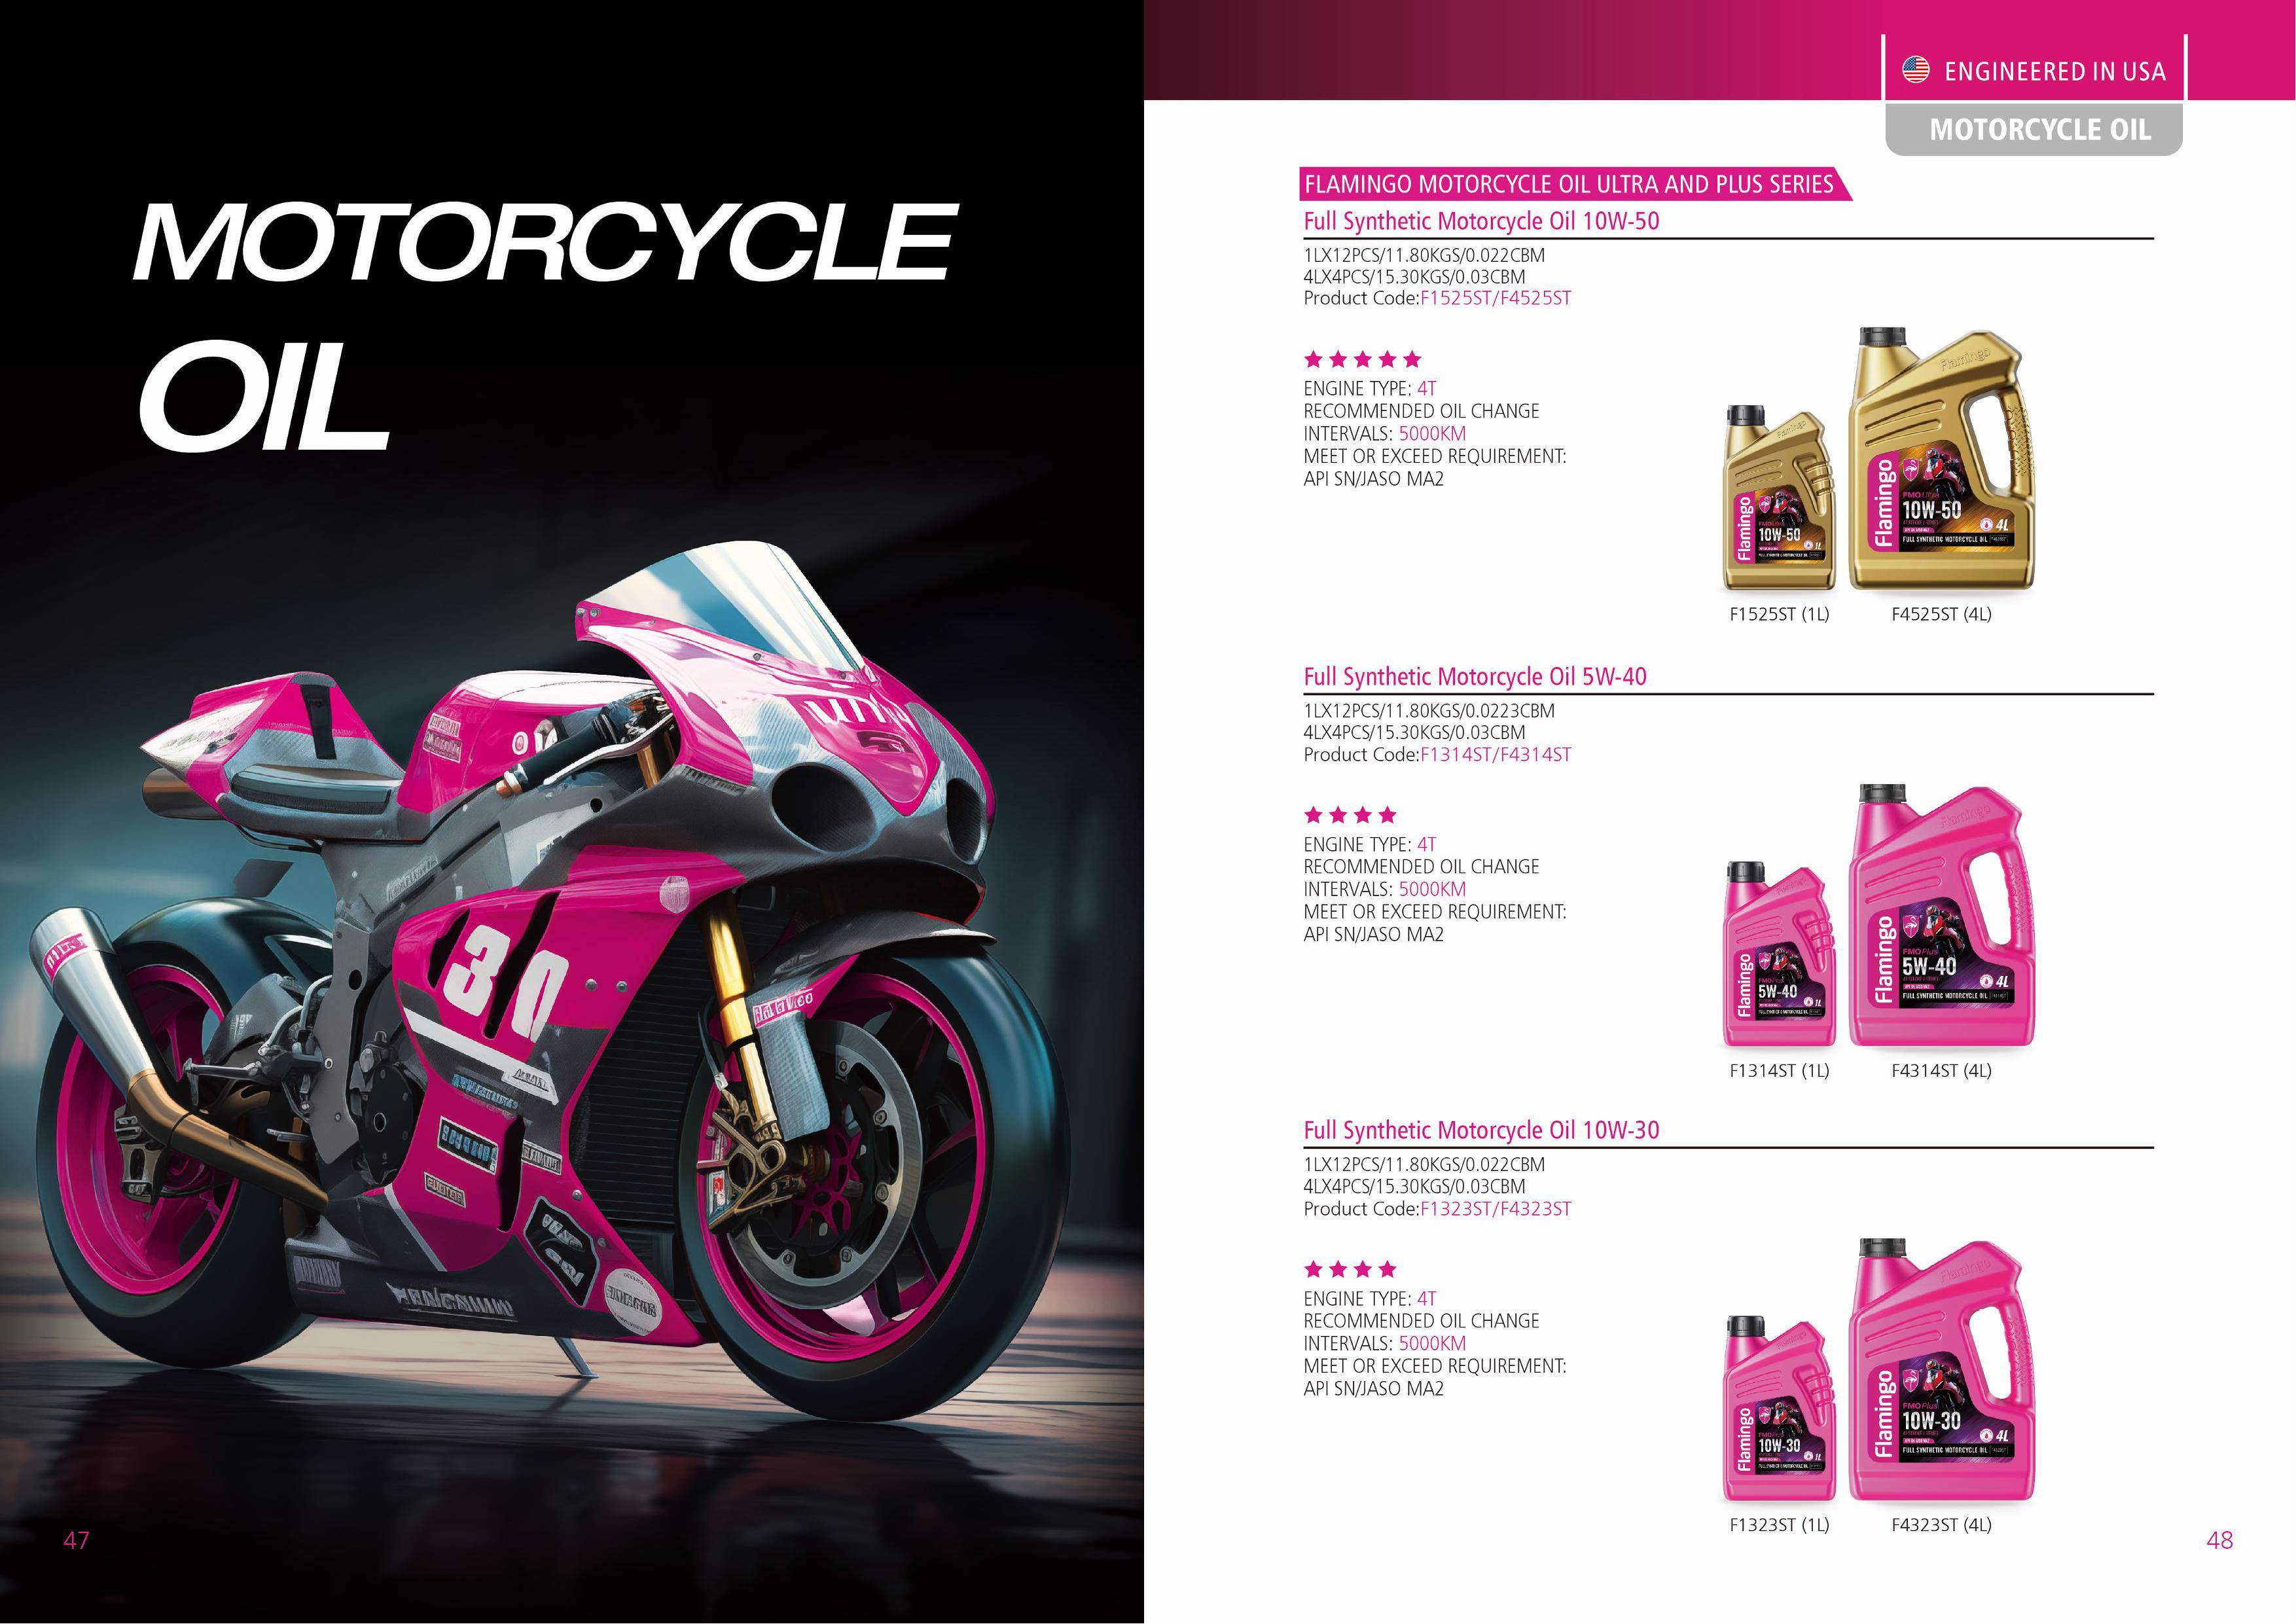 MOTORCYCLE
OIL
30
47
ENGINEERED IN USA
MOTORCYCLE OIL
FLAMINGO MOTORCYCLE OIL ULTRA AND PLUS SERIES
Full Synthetic Motorcycle Oil 10W-50
1LX12PCS/11.80KGS/0.022CBM
4LX4PCS/15.30KGS/0.03CBM
Product Code:F1525ST/F4525ST
ENGINE TYPE: 4T
RECOMMENDED OIL CHANGE
INTERVALS: 5000KM
MEET OR EXCEED REQUIREMENT:
API SN/JASO MA2
Flamingo
10W-50
1L
Flamingo
Flamingo
FMO Ultra
10W-50
4L
FULL SYNTHETIC MOTORCYCLE OIL
F1525ST (1L)
F4525ST (4L)
Full Synthetic Motorcycle Oil 5W-40
1LX12PCS/11.80KGS/0.0223CBM
4LX4PCS/15.30KGS/0.03CBM
Product Code:F1314ST/F4314ST
ENGINE TYPE: 4T
RECOMMENDED OIL CHANGE
INTERVALS: 5000KM
MEET OR EXCEED REQUIREMENT:
API SN/JASO MA2
Flamingo
5W-40
1L
Flamingo
Flamingo
FMO Plus
5W-40
4L
FULL SYNTHETIC MOTORCYCLE OIL
F1314ST (1L)
F4314ST (4L)
Full Synthetic Motorcycle Oil 10W-30
1LX12PCS/11.80KGS/0.022CBM
4LX4PCS/15.30KGS/0.03CBM
Product Code:F1323ST/F4323ST
ENGINE TYPE: 4T
RECOMMENDED OIL CHANGE
INTERVALS: 5000KM
MEET OR EXCEED REQUIREMENT:
API SN/JASO MA2
Flamingo
10W-30
1L
Flamingo
Flamingo
FMO Plus
10W-30
4L
FULL SYNTHETIC MOTORCYCLE OIL
F1323ST (1L)
F4323ST (4L)
48